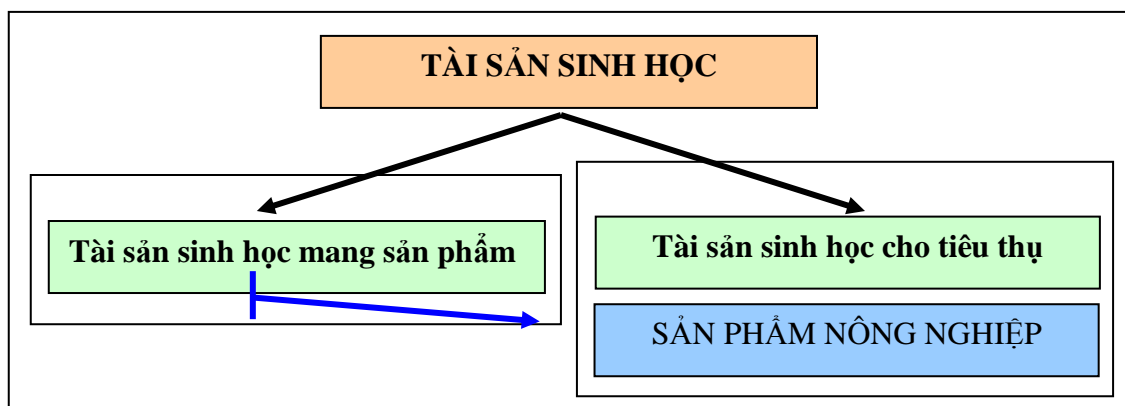 TÀI SẢN SINH HỌC
Tài sản sinh học mang sản phẩm
Tài sản sinh học cho tiêu thụ
SẢN PHẨM NÔNG NGHIỆP